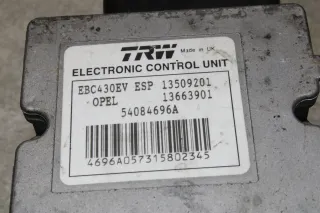 TRW Made in UK
ELECTRONIC CONTROL UNIT
EBC430EV ESP 13509201
OPEL 13663901
54084696A
4696A057315802345